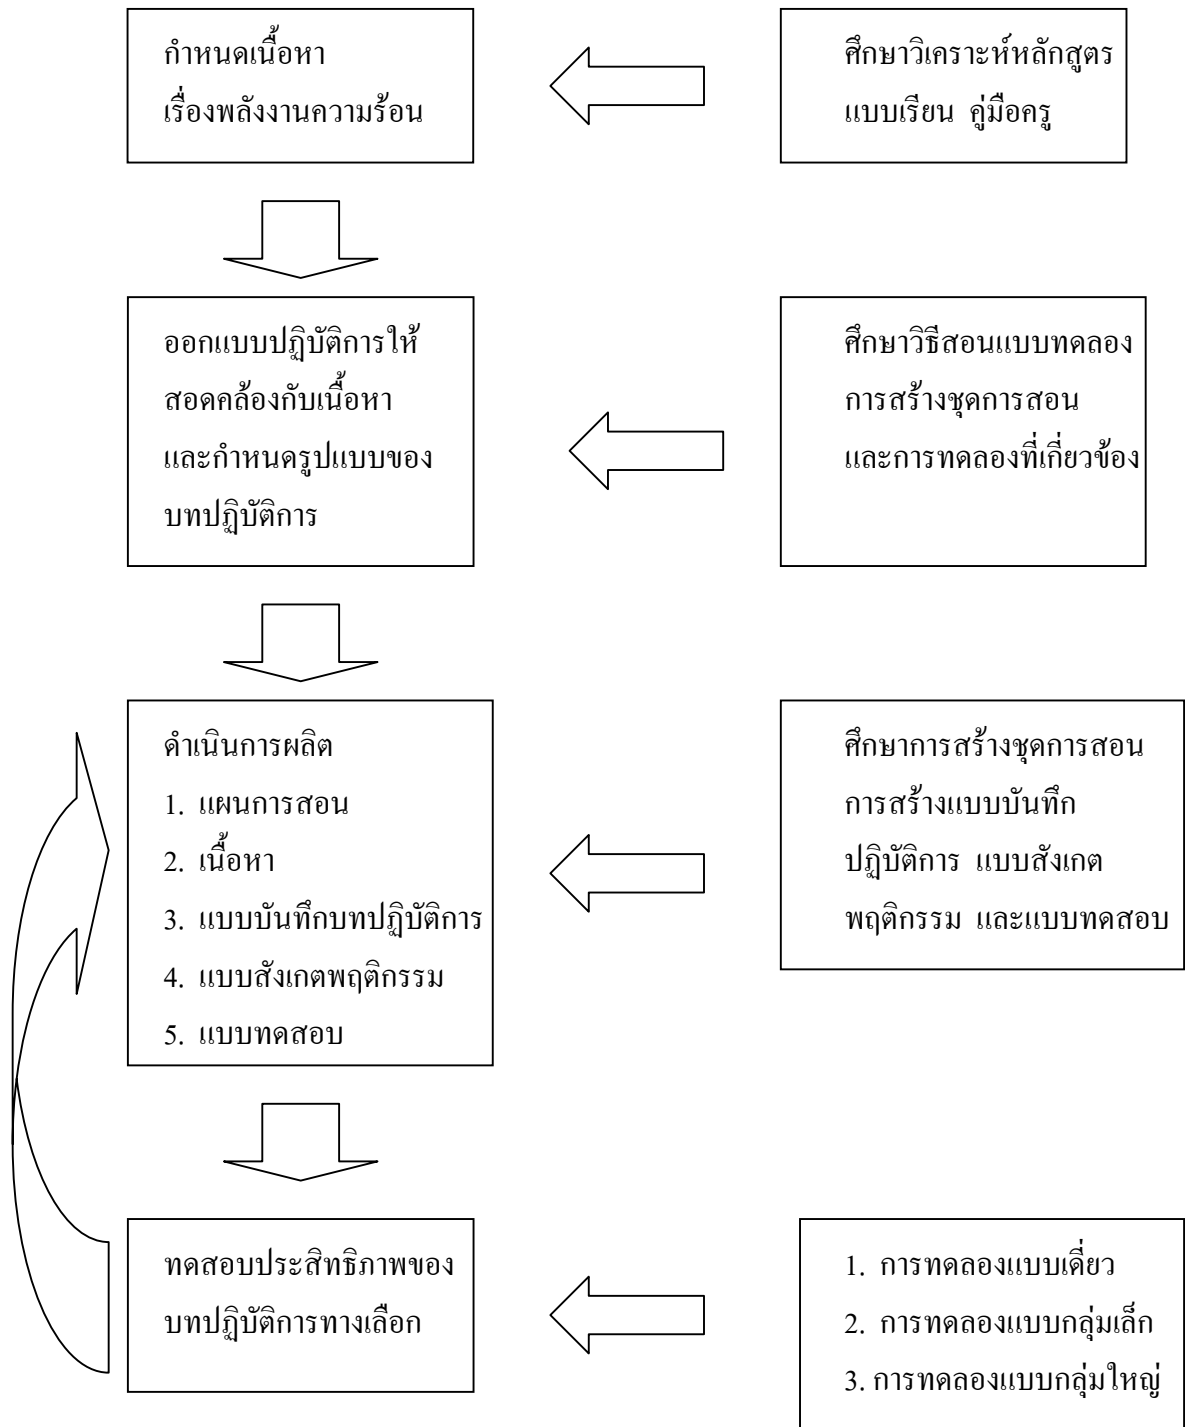 กำหนดเนื้อหา
เรื่องพลังงานความร้อน
ศึกษาวิเคราะห์หลักสูตร
แบบเรียน คู่มือครู
ออกแบบปฏิบัติการให้
สอดคล้องกับเนื้อหา
และกำหนดรูปแบบของ
บทปฏิบัติการ
ศึกษาวิธีสอนแบบทดลอง
การสร้างชุดการสอน
และการทดลองที่เกี่ยวข้อง
ดำเนินการผลิต
1. แผนการสอน
2. เนื้อหา
3. แบบบันทึกบทปฏิบัติการ
4. แบบสังเกตพฤติกรรม
5. แบบทดสอบ
ศึกษาการสร้างชุดการสอน
การสร้างแบบบันทึก
ปฏิบัติการ แบบสังเกต
พฤติกรรม และแบบทดสอบ
ทดสอบประสิทธิภาพของ
บทปฏิบัติการทางเลือก
1. การทดลองแบบเดี่ยว
2. การทดลองแบบกลุ่มเล็ก
3. การทดลองแบบกลุ่มใหญ่